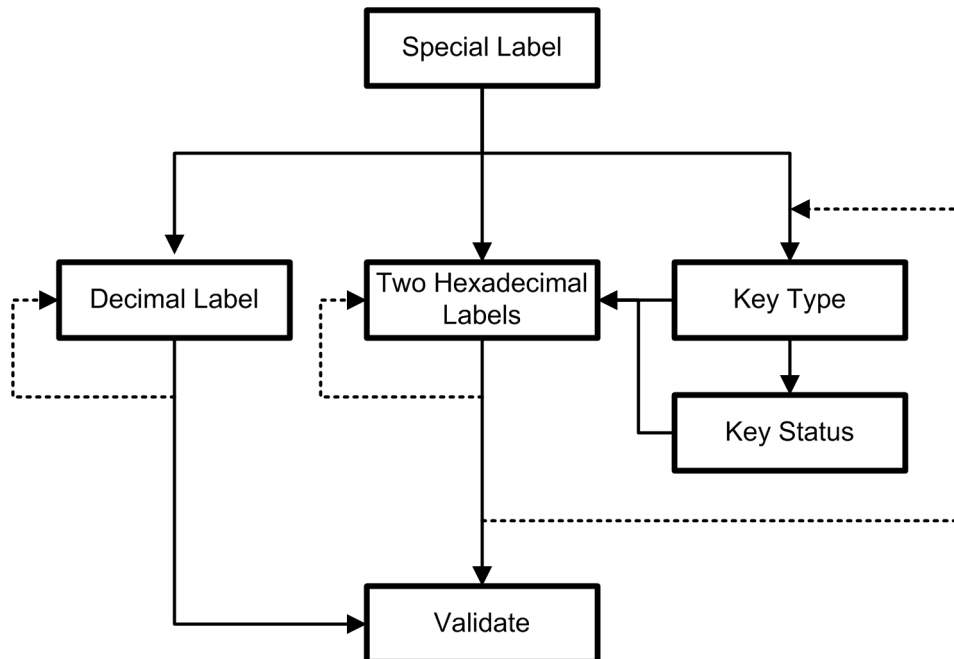 Special Label
Decimal Label
Two Hexadecimal
Labels
Key Type
Key Status
Validate